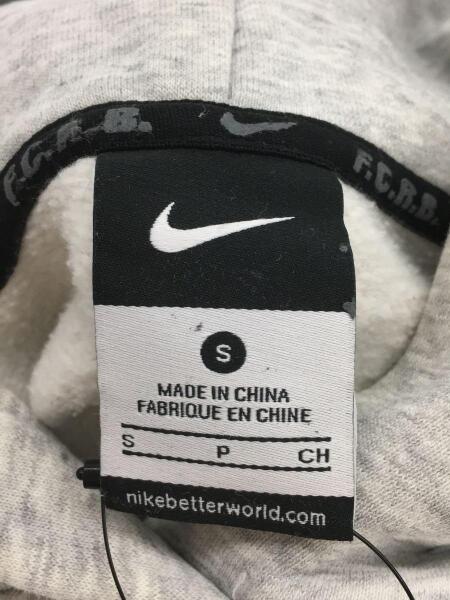 F.C.R.B.
F.C.R.B.
S
MADE IN CHINA
FABRIQUE EN CHINE
S P CH
nikebetterworld.com